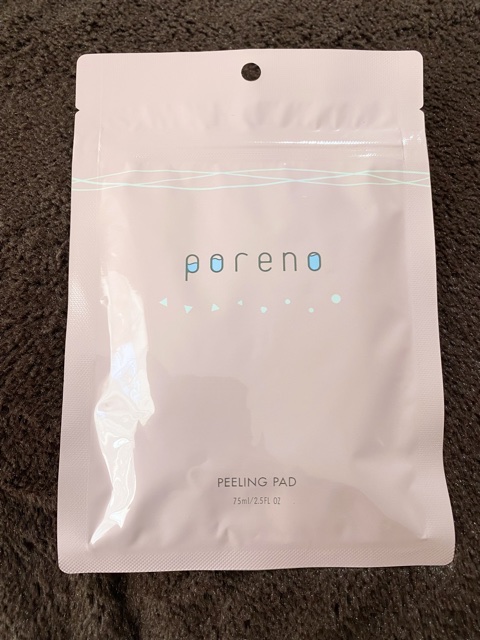 poreno
PEELING PAD
75ml/2.5FL OZ